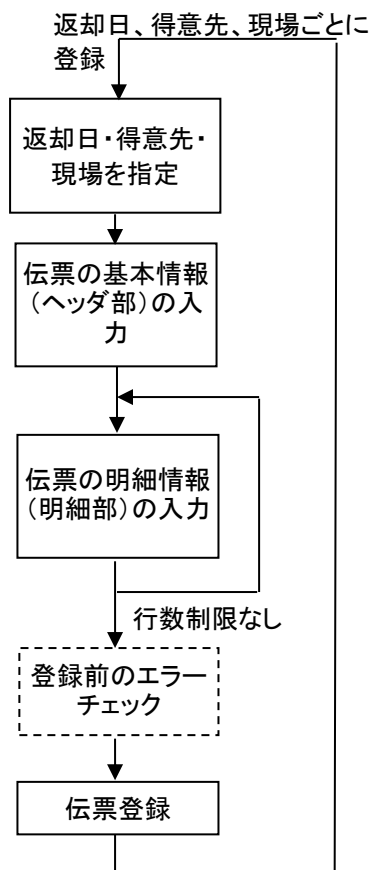 返却日、得意先、現場ごとに
登録
返却日・得意先・
現場を指定
伝票の基本情報
(ヘッダ部)の入
力
伝票の明細情報
(明細部)の入力
行数制限なし
登録前のエラー
チェック
伝票登録